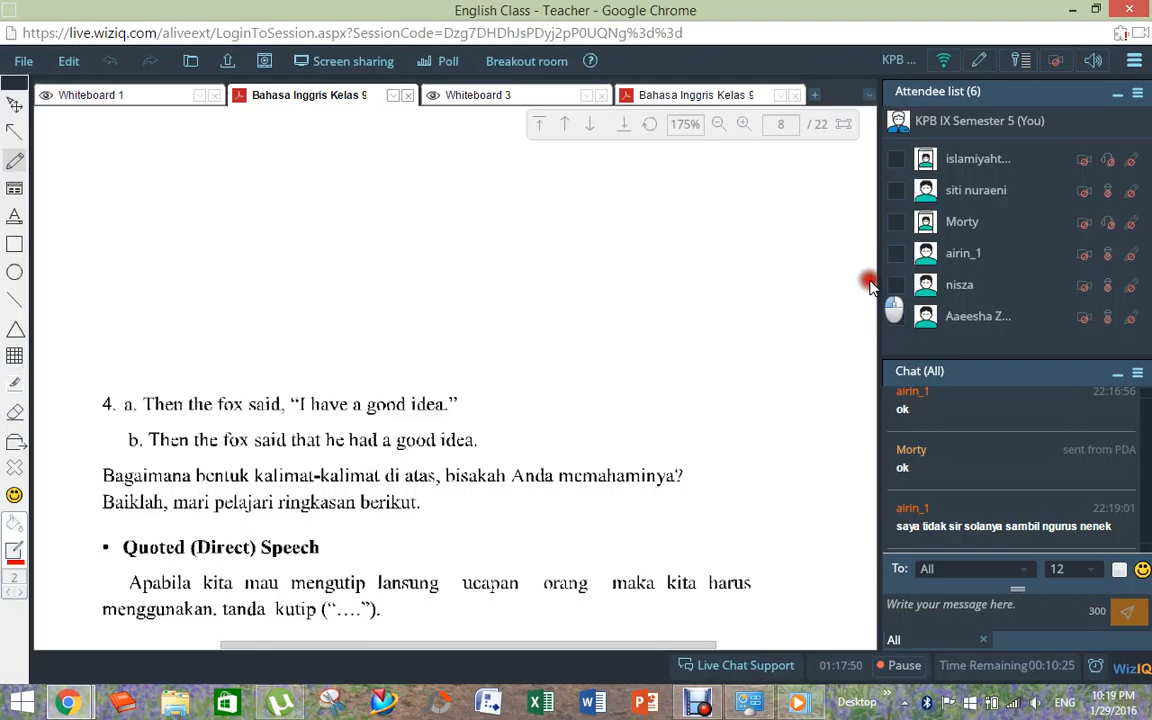 English Class - Teacher - Google Chrome
https://live.wiziq.com/aliveext/LoginToSession.aspx?SessionCode=Dzg7DHDhJsPDyj2pP0UQNg%3d%3d
File Edit Screen sharing Poll Breakout room ? KPB ...
Whiteboard 1 Bahasa Inggris Kelas 9 Whiteboard 3 Bahasa Inggris Kelas 9
175% 8 / 22
Attendee list (6)
KPB IX Semester 5 (You)
islamiyaht...
siti nuraeni
Morty
airin_1
nisza
Aaeesha Z...
4. a. Then the fox said, “I have a good idea.”
b. Then the fox said that he had a good idea.
Bagaimana bentuk kalimat-kalimat di atas, bisakah Anda memahaminya?
Baiklah, mari pelajari ringkasan berikut.
• Quoted (Direct) Speech
Apabila kita mau mengutip lansung ucapan orang maka kita harus
menggunakan. tanda kutip (“….”).
Chat (All)
airin_1 22:16:56
ok
Morty sent from PDA
ok
airin_1 22:19:01
saya tidak sir solanya sambil ngurus nenek
To: All 12
Write your message here. 300
All
2
Live Chat Support 01:17:50 Pause Time Remaining 00:10:25 WizIQ
Desktop ENG
10:19 PM
1/29/2016